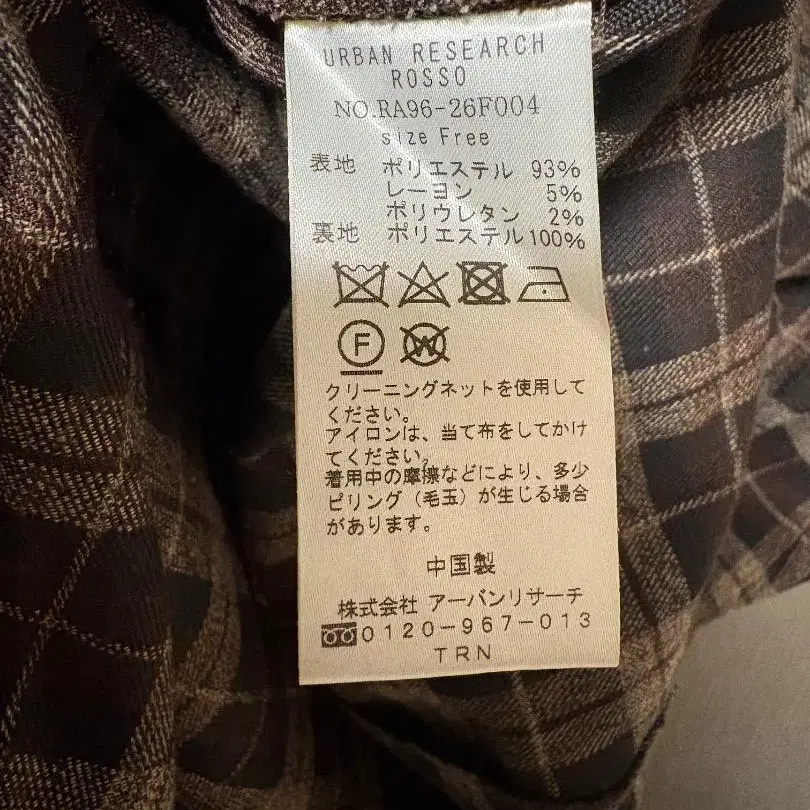 URBAN RESEARCH
ROSSO
NO.RA96-26F004
size Free
表地 ポリエステル 93%
レーヨン 5%
ポリウレタン 2%
裏地 ポリエステル 100%
F
W
クリーニングネットを使用して
ください。
アイロンは、当て布をしてかけ
てください。
着用中の摩擦などにより、多少
ピリング（毛玉）が生じる場合
があります。
中国製
株式会社 アーバンリサーチ
0120-967-013
TRN